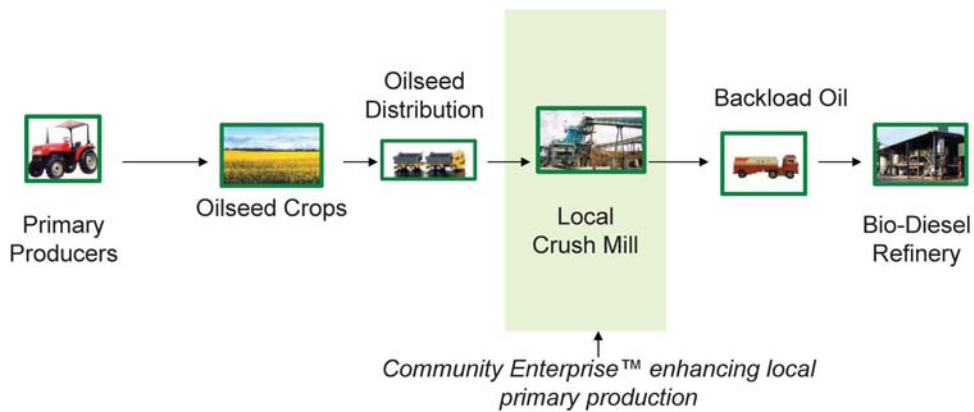 Primary
Producers
Oilseed Crops
Oilseed
Distribution
Local
Crush Mill
Backload Oil
Bio-Diesel
Refinery
Community Enterprise™ enhancing local
primary production